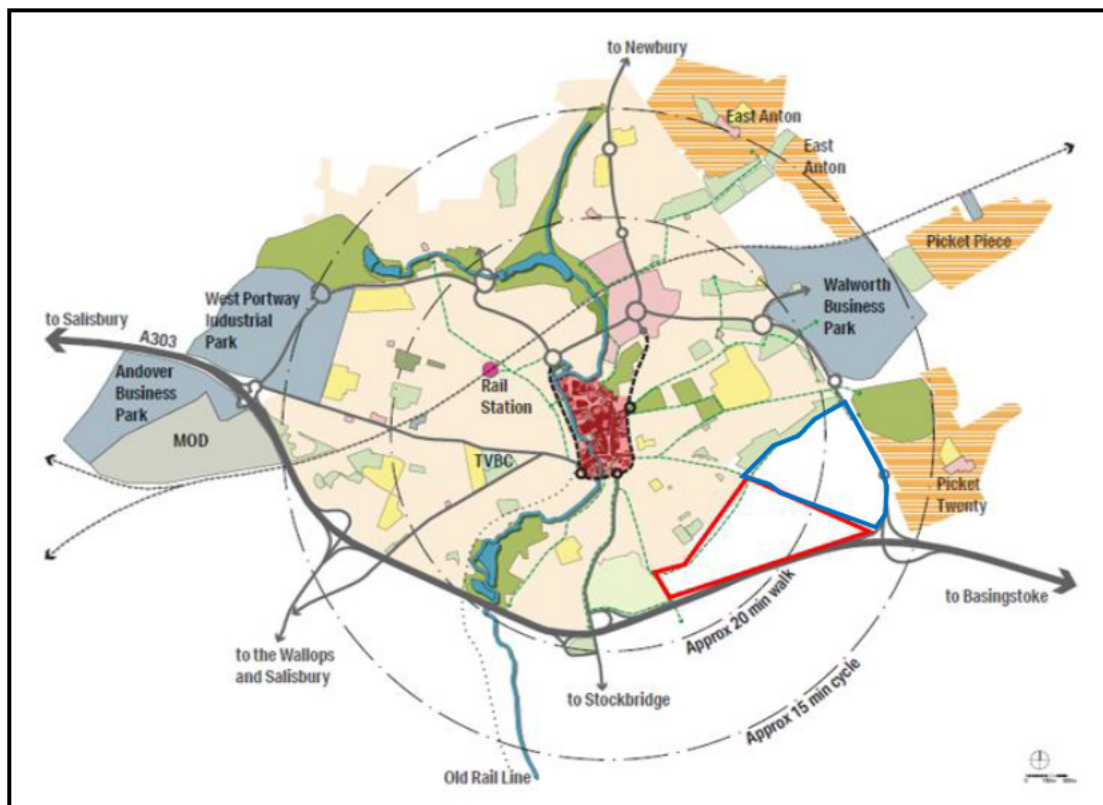 to Newbury
East Anton
East
Anton
Picket Piece
West Portway
Industrial
Park
Walworth
Business
Park
to Salisbury
A303
Andover
Business
Park
MOD
Rail
Station
TVBC
Picket
Twenty
to Basingstoke
Approx 20 min walk
to the Wallops
and Salisbury
to Stockbridge
Approx 15 min cycle
Old Rail Line